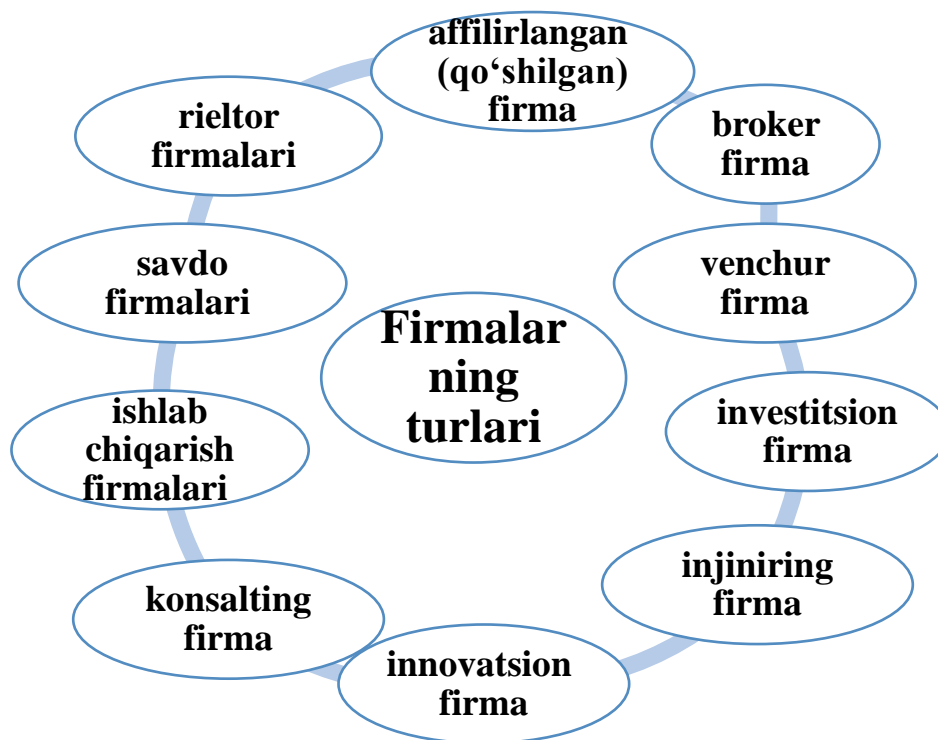 affilirlangan
(qo‘shilgan)
firma
broker
firma
venchur
firma
investitsion
firma
injiniring
firma
innovatsion
firma
konsalting
firma
ishlab
chiqarish
firmalari
savdo
firmalari
rieltor
firmalari
Firmalar
ning
turlari